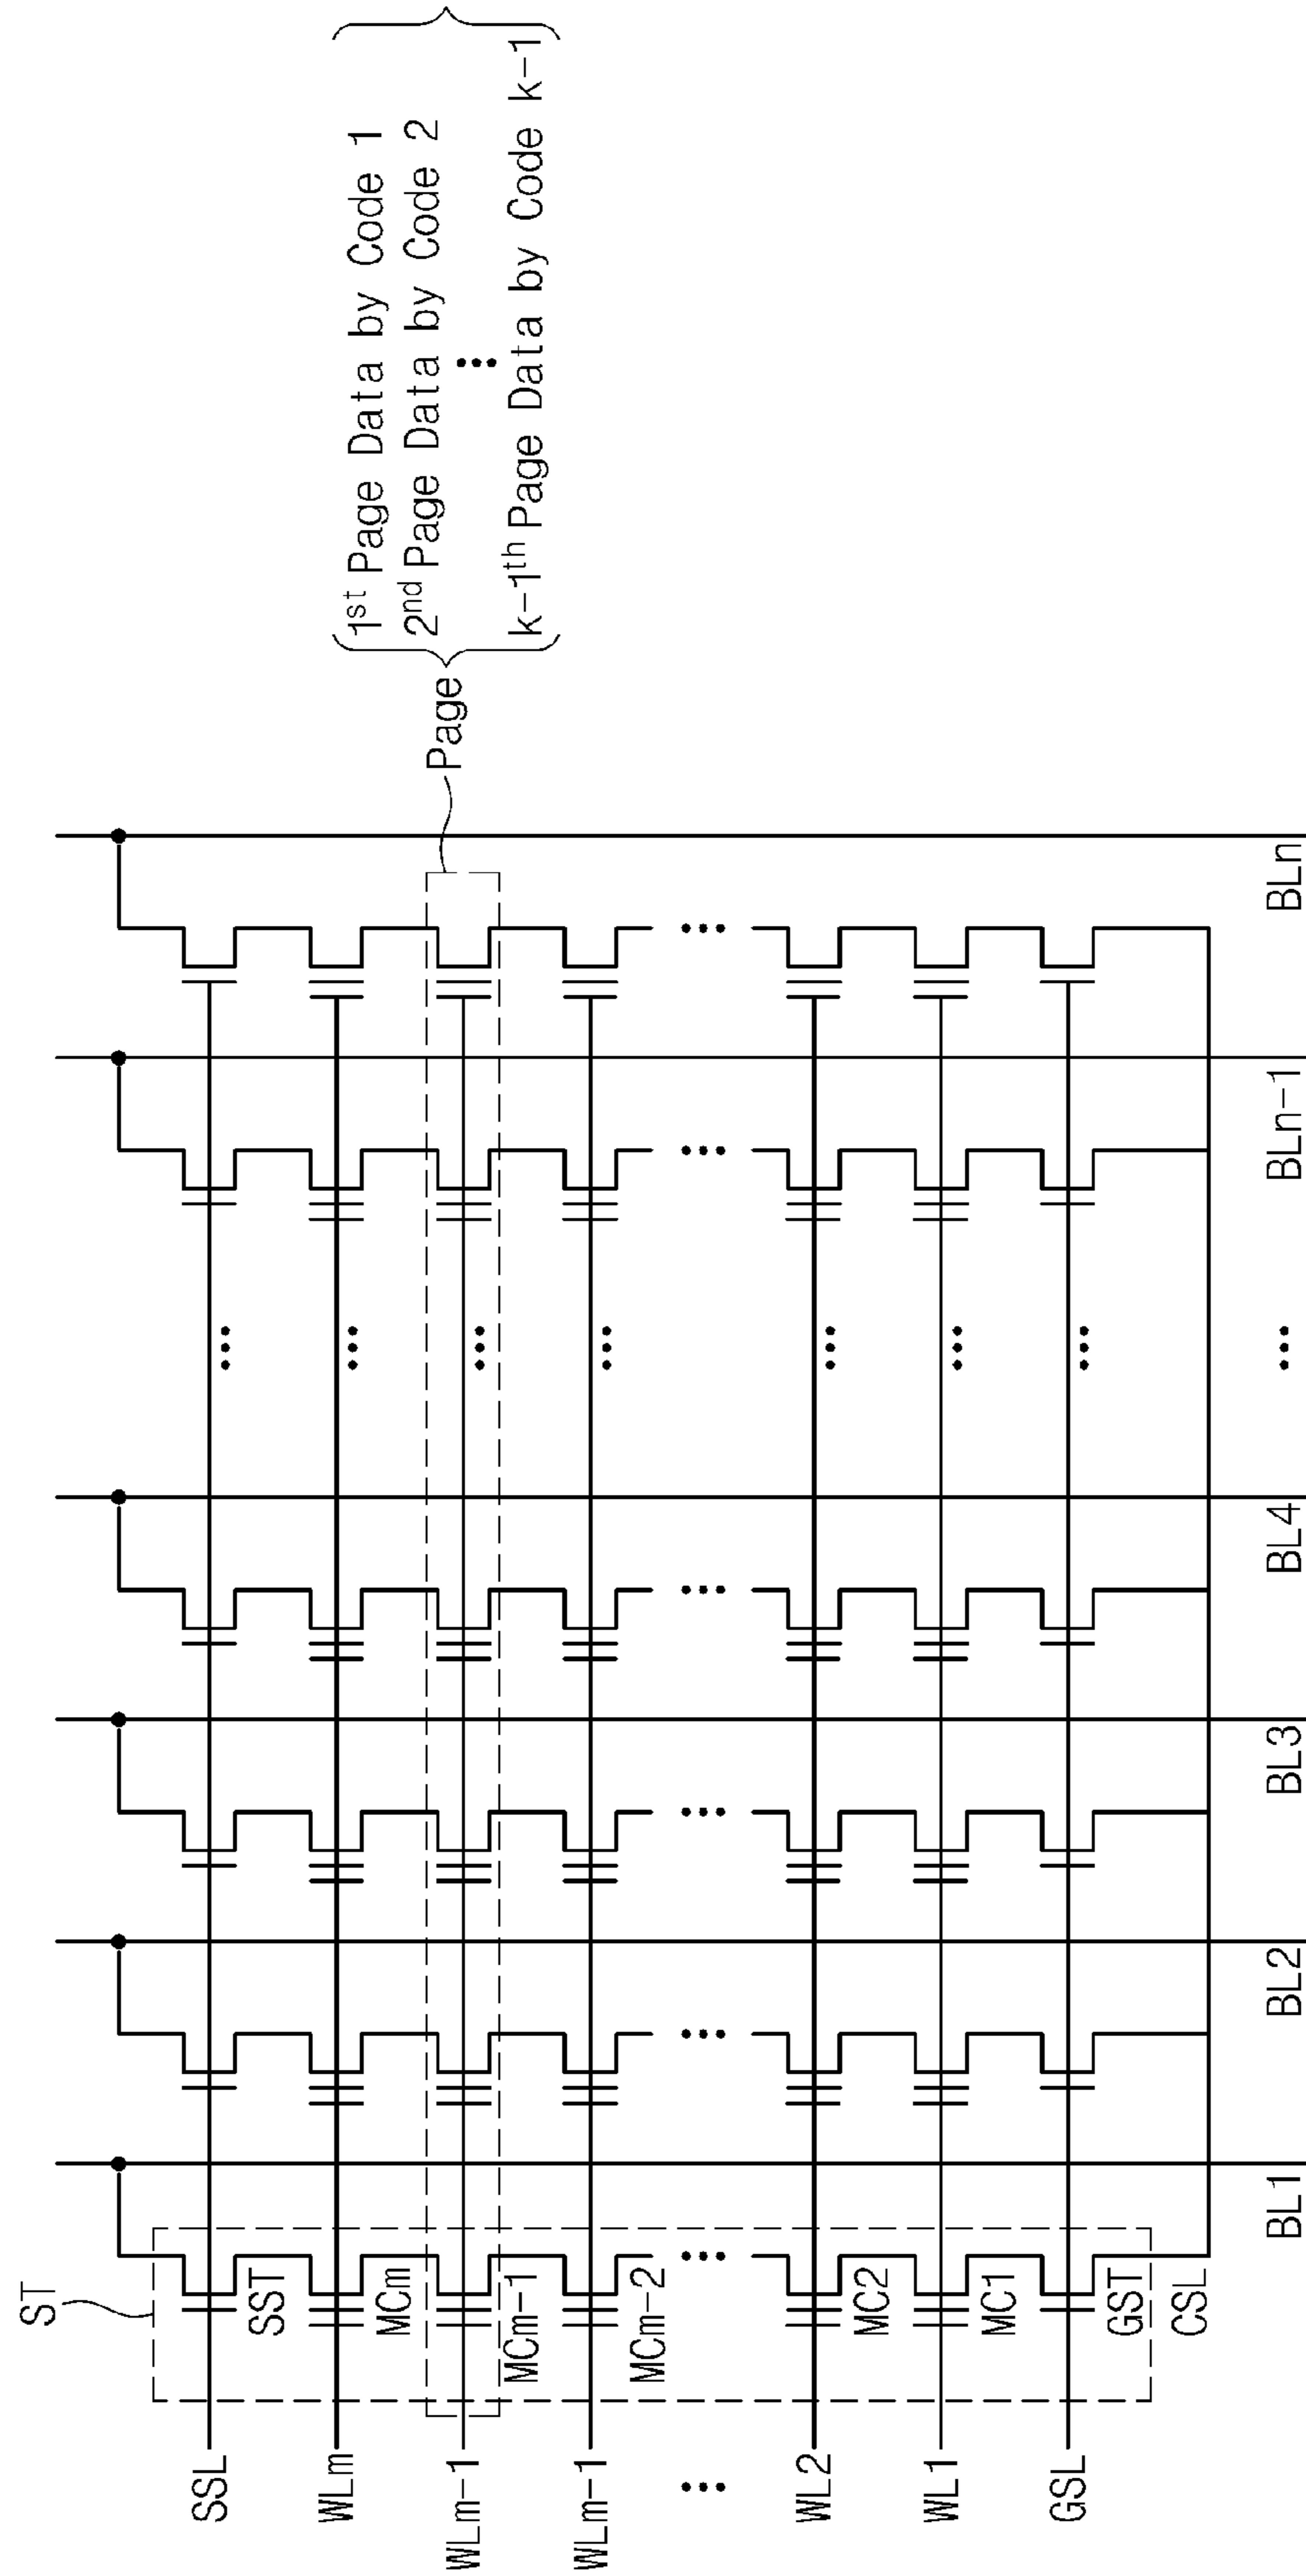 ST
SSL
SST
WLm
MCm
WLm-1
MCm-1
WLm-1
MCm-2
WL2
MC2
WL1
MC1
GSL
GST
CSL
BL1
BL2
BL3
BL4
BLn-1
BLn
Page
1st Page Data by Code 1
2nd Page Data by Code 2
k-1th Page Data by Code k-1